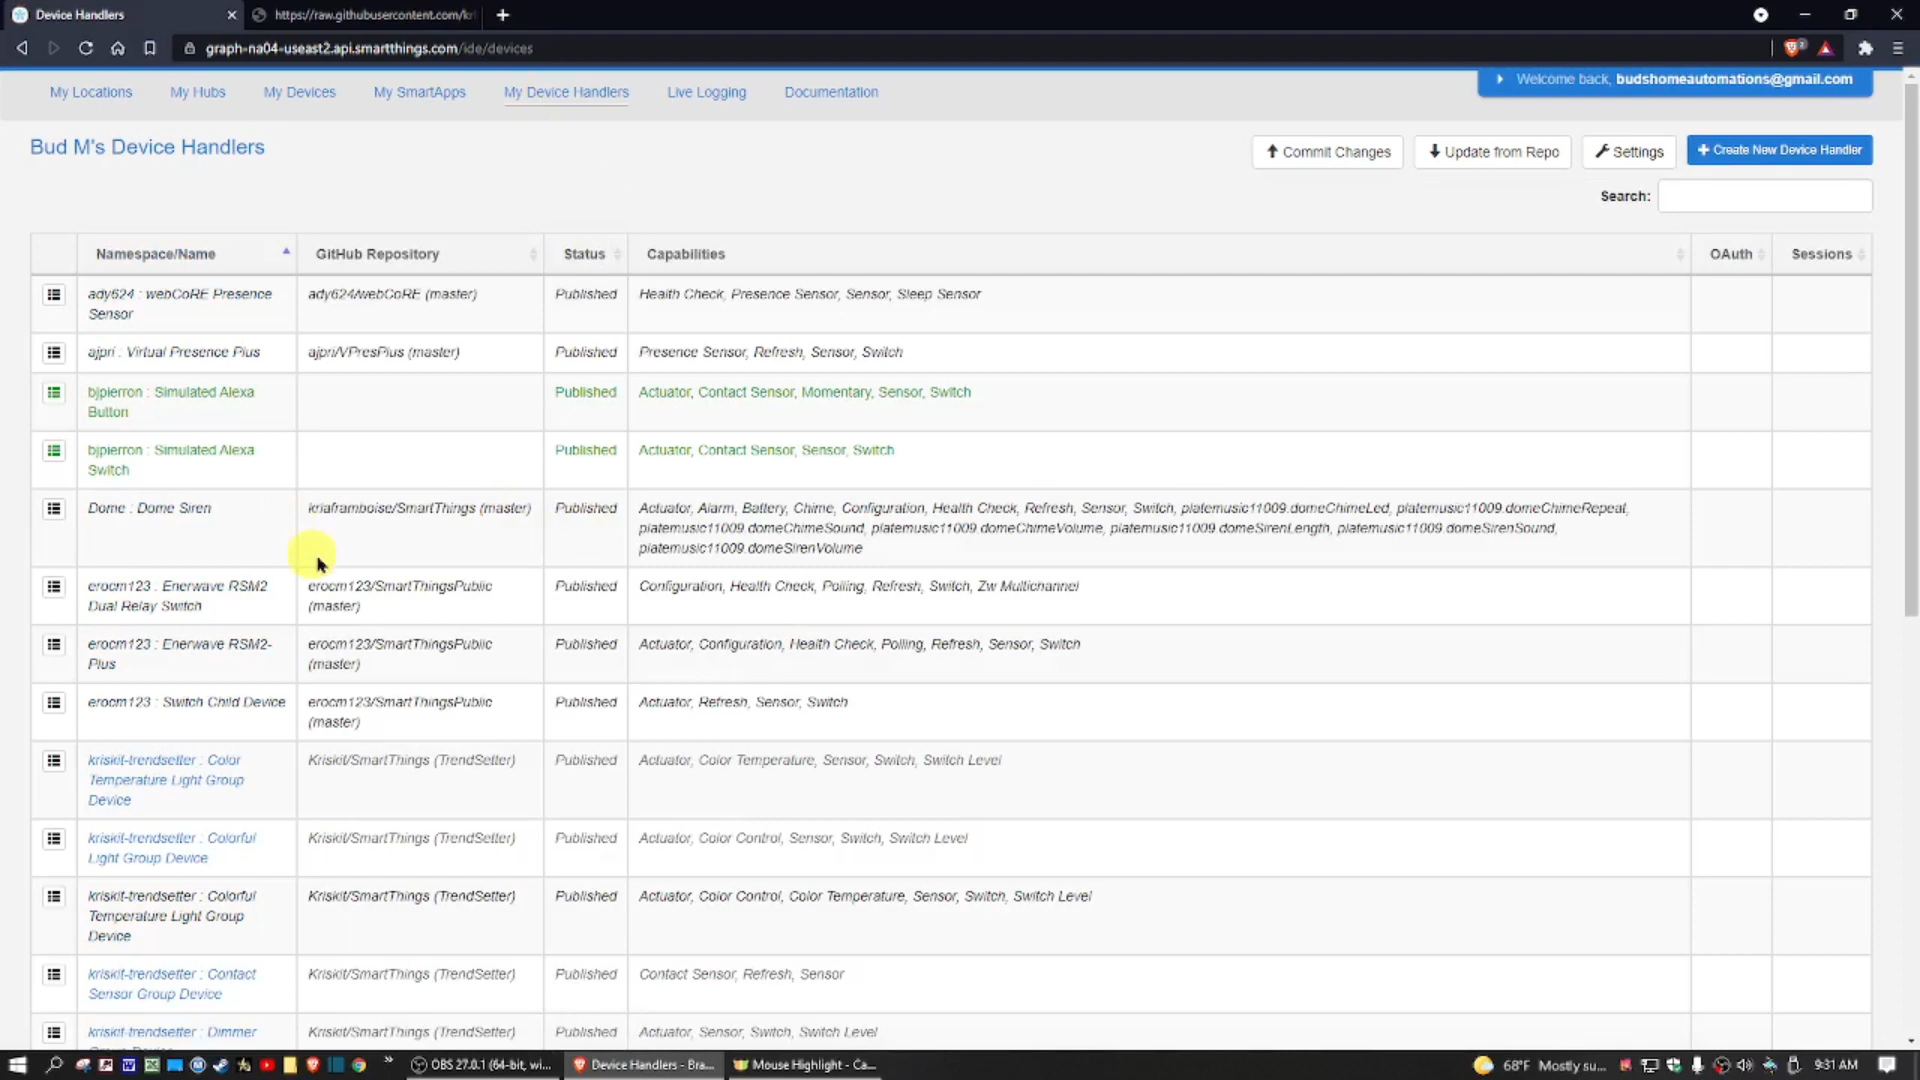 Device Handlers
https://raw.githubusercontent.com/kr
graph-na04-useast2.api.smartthings.com/ide/devices
My Locations My Hubs My Devices My SmartApps My Device Handlers Live Logging Documentation
Welcome back, budshomeautomations@gmail.com
Bud M's Device Handlers
Commit Changes Update from Repo Settings Create New Device Handler
Search:
Namespace/Name GitHub Repository Status Capabilities OAuth Sessions
ady624 : webCoRE Presence Sensor ady624/webCoRE (master) Published Health Check, Presence Sensor, Sensor, Sleep Sensor
ajpri : Virtual Presence Plus ajpri/VPresPlus (master) Published Presence Sensor, Refresh, Sensor, Switch
bjpierron : Simulated Alexa Button Published Actuator, Contact Sensor, Momentary, Sensor, Switch
bjpierron : Simulated Alexa Switch Published Actuator, Contact Sensor, Sensor, Switch
Dome : Dome Siren krlaframboise/SmartThings (master) Published Actuator, Alarm, Battery, Chime, Configuration, Health Check, Refresh, Sensor, Switch, platemusic11009.domeChimeLed, platemusic11009.domeChimeRepeat,
platemusic11009.domeChimeSound, platemusic11009.domeChimeVolume, platemusic11009.domeSirenLength, platemusic11009.domeSirenSound,
platemusic11009.domeSirenVolume
erocm123 : Enerwave RSM2 Dual Relay Switch erocm123/SmartThingsPublic (master) Published Configuration, Health Check, Polling, Refresh, Switch, Zw Multichannel
erocm123 : Enerwave RSM2-Plus erocm123/SmartThingsPublic (master) Published Actuator, Configuration, Health Check, Polling, Refresh, Sensor, Switch
erocm123 : Switch Child Device erocm123/SmartThingsPublic (master) Published Actuator, Refresh, Sensor, Switch
kriskit-trendsetter : Color Temperature Light Group Device Kriskit/SmartThings (TrendSetter) Published Actuator, Color Temperature, Sensor, Switch, Switch Level
kriskit-trendsetter : Colorful Light Group Device Kriskit/SmartThings (TrendSetter) Published Actuator, Color Control, Sensor, Switch, Switch Level
kriskit-trendsetter : Colorful Temperature Light Group Device Kriskit/SmartThings (TrendSetter) Published Actuator, Color Control, Color Temperature, Sensor, Switch, Switch Level
kriskit-trendsetter : Contact Sensor Group Device Kriskit/SmartThings (TrendSetter) Published Contact Sensor, Refresh, Sensor
kriskit-trendsetter : Dimmer Kriskit/SmartThings (TrendSetter) Published Actuator, Sensor, Switch, Switch Level
OBS 27.0.1 (64-bit, wi... Device Handlers - Bra... Mouse Highlight - Ca... 68°F Mostly su... 9:31 AM